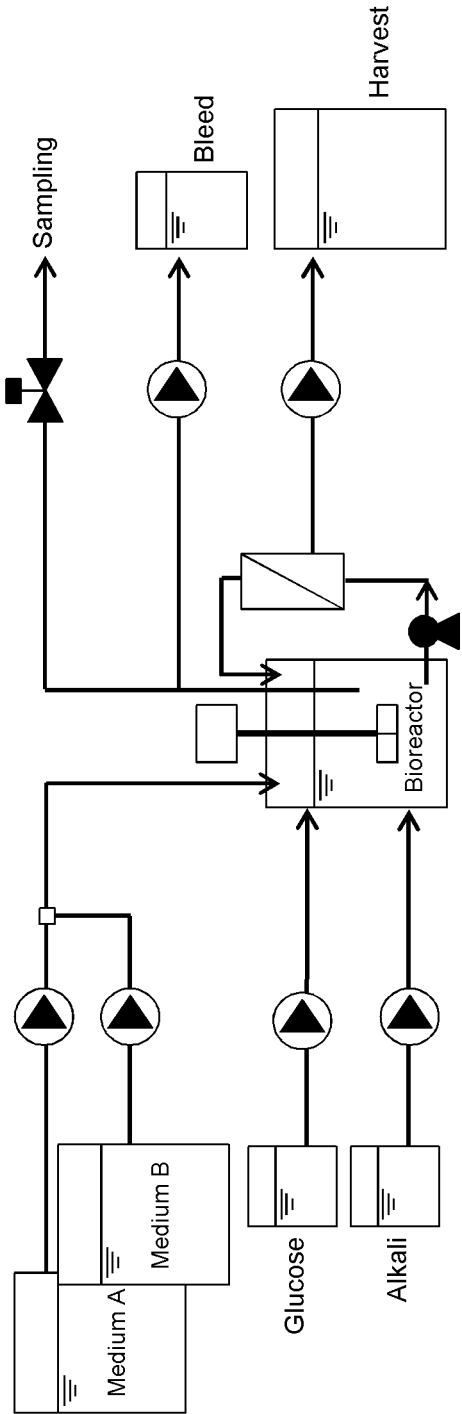 Medium A
Medium B
Glucose
Alkali
Bioreactor
Sampling
Bleed
Harvest